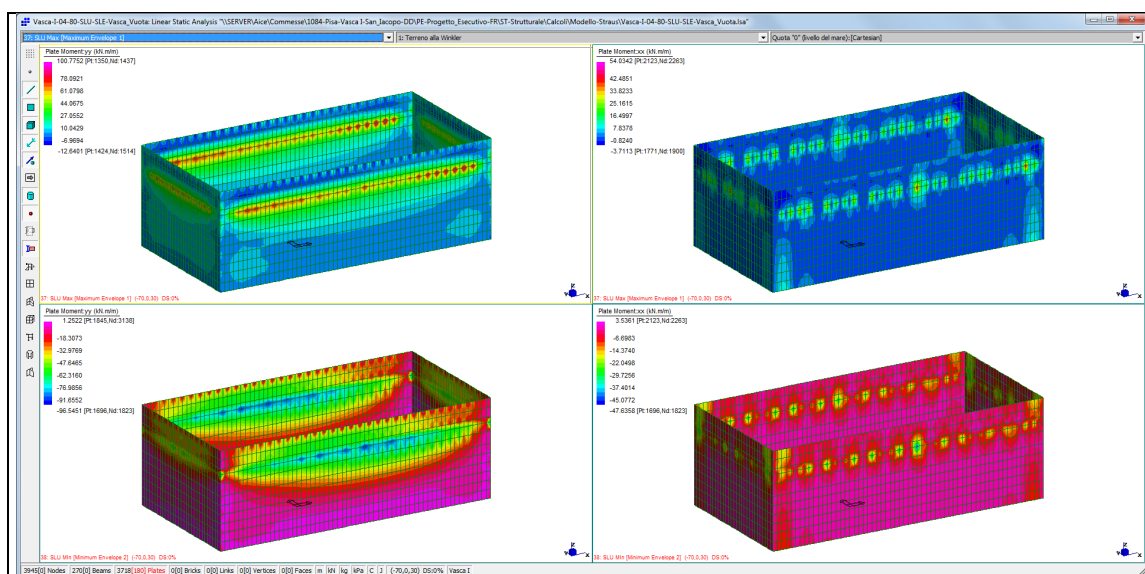 Vasca-I-04-80-SLU-SLE-Vasca_Vuota: Linear Static Analysis "\\SERVER\Aice\Commesse\1084-Pisa-Vasca I-San_Jacopo-DD\PE-Progetto_Esecutivo-FR\ST-Strutturale\Calcoli\Modello-Straus\Vasca-I-04-80-SLU-SLE-Vasca_Vuota.lsa"
37: SLU Max [Maximum Envelope 1]
1: Terreno alla Winkler
Quota "0" (livello del mare):[Cartesian]
Plate Moment:yy (kN.m/m)
100.7752 [Pt:1350,Nd:1437]
78.0921
61.0798
44.0675
27.0552
10.0429
-6.9694
-12.6401 [Pt:1424,Nd:1514]
37: SLU Max [Maximum Envelope 1] (-70,0,30) DS:0%
Z
Y
X
Plate Moment:xx (kN.m/m)
54.0342 [Pt:2123,Nd:2263]
42.4851
33.8233
25.1615
16.4997
7.8378
-0.8240
-3.7113 [Pt:1771,Nd:1900]
37: SLU Max [Maximum Envelope 1] (-70,0,30) DS:0%
Z
Y
X
Plate Moment:yy (kN.m/m)
1.2522 [Pt:1845,Nd:3138]
-18.3073
-32.9769
-47.6465
-62.3160
-76.9856
-91.6552
-96.5451 [Pt:1696,Nd:1823]
38: SLU Min [Minimum Envelope 2] (-70,0,30) DS:0%
Z
Y
X
Plate Moment:xx (kN.m/m)
3.5361 [Pt:2123,Nd:2263]
-6.6983
-14.3740
-22.0498
-29.7256
-37.4014
-45.0772
-47.6358 [Pt:1696,Nd:1823]
38: SLU Min [Minimum Envelope 2] (-70,0,30) DS:0%
Z
Y
X
3945[0] Nodes 270[0] Beams 3718[180] Plates 0[0] Bricks 0[0] Links 0[0] Vertices 0[0] Faces m kN kg kPa C J (-70,0,30) DS:0% Vasca I